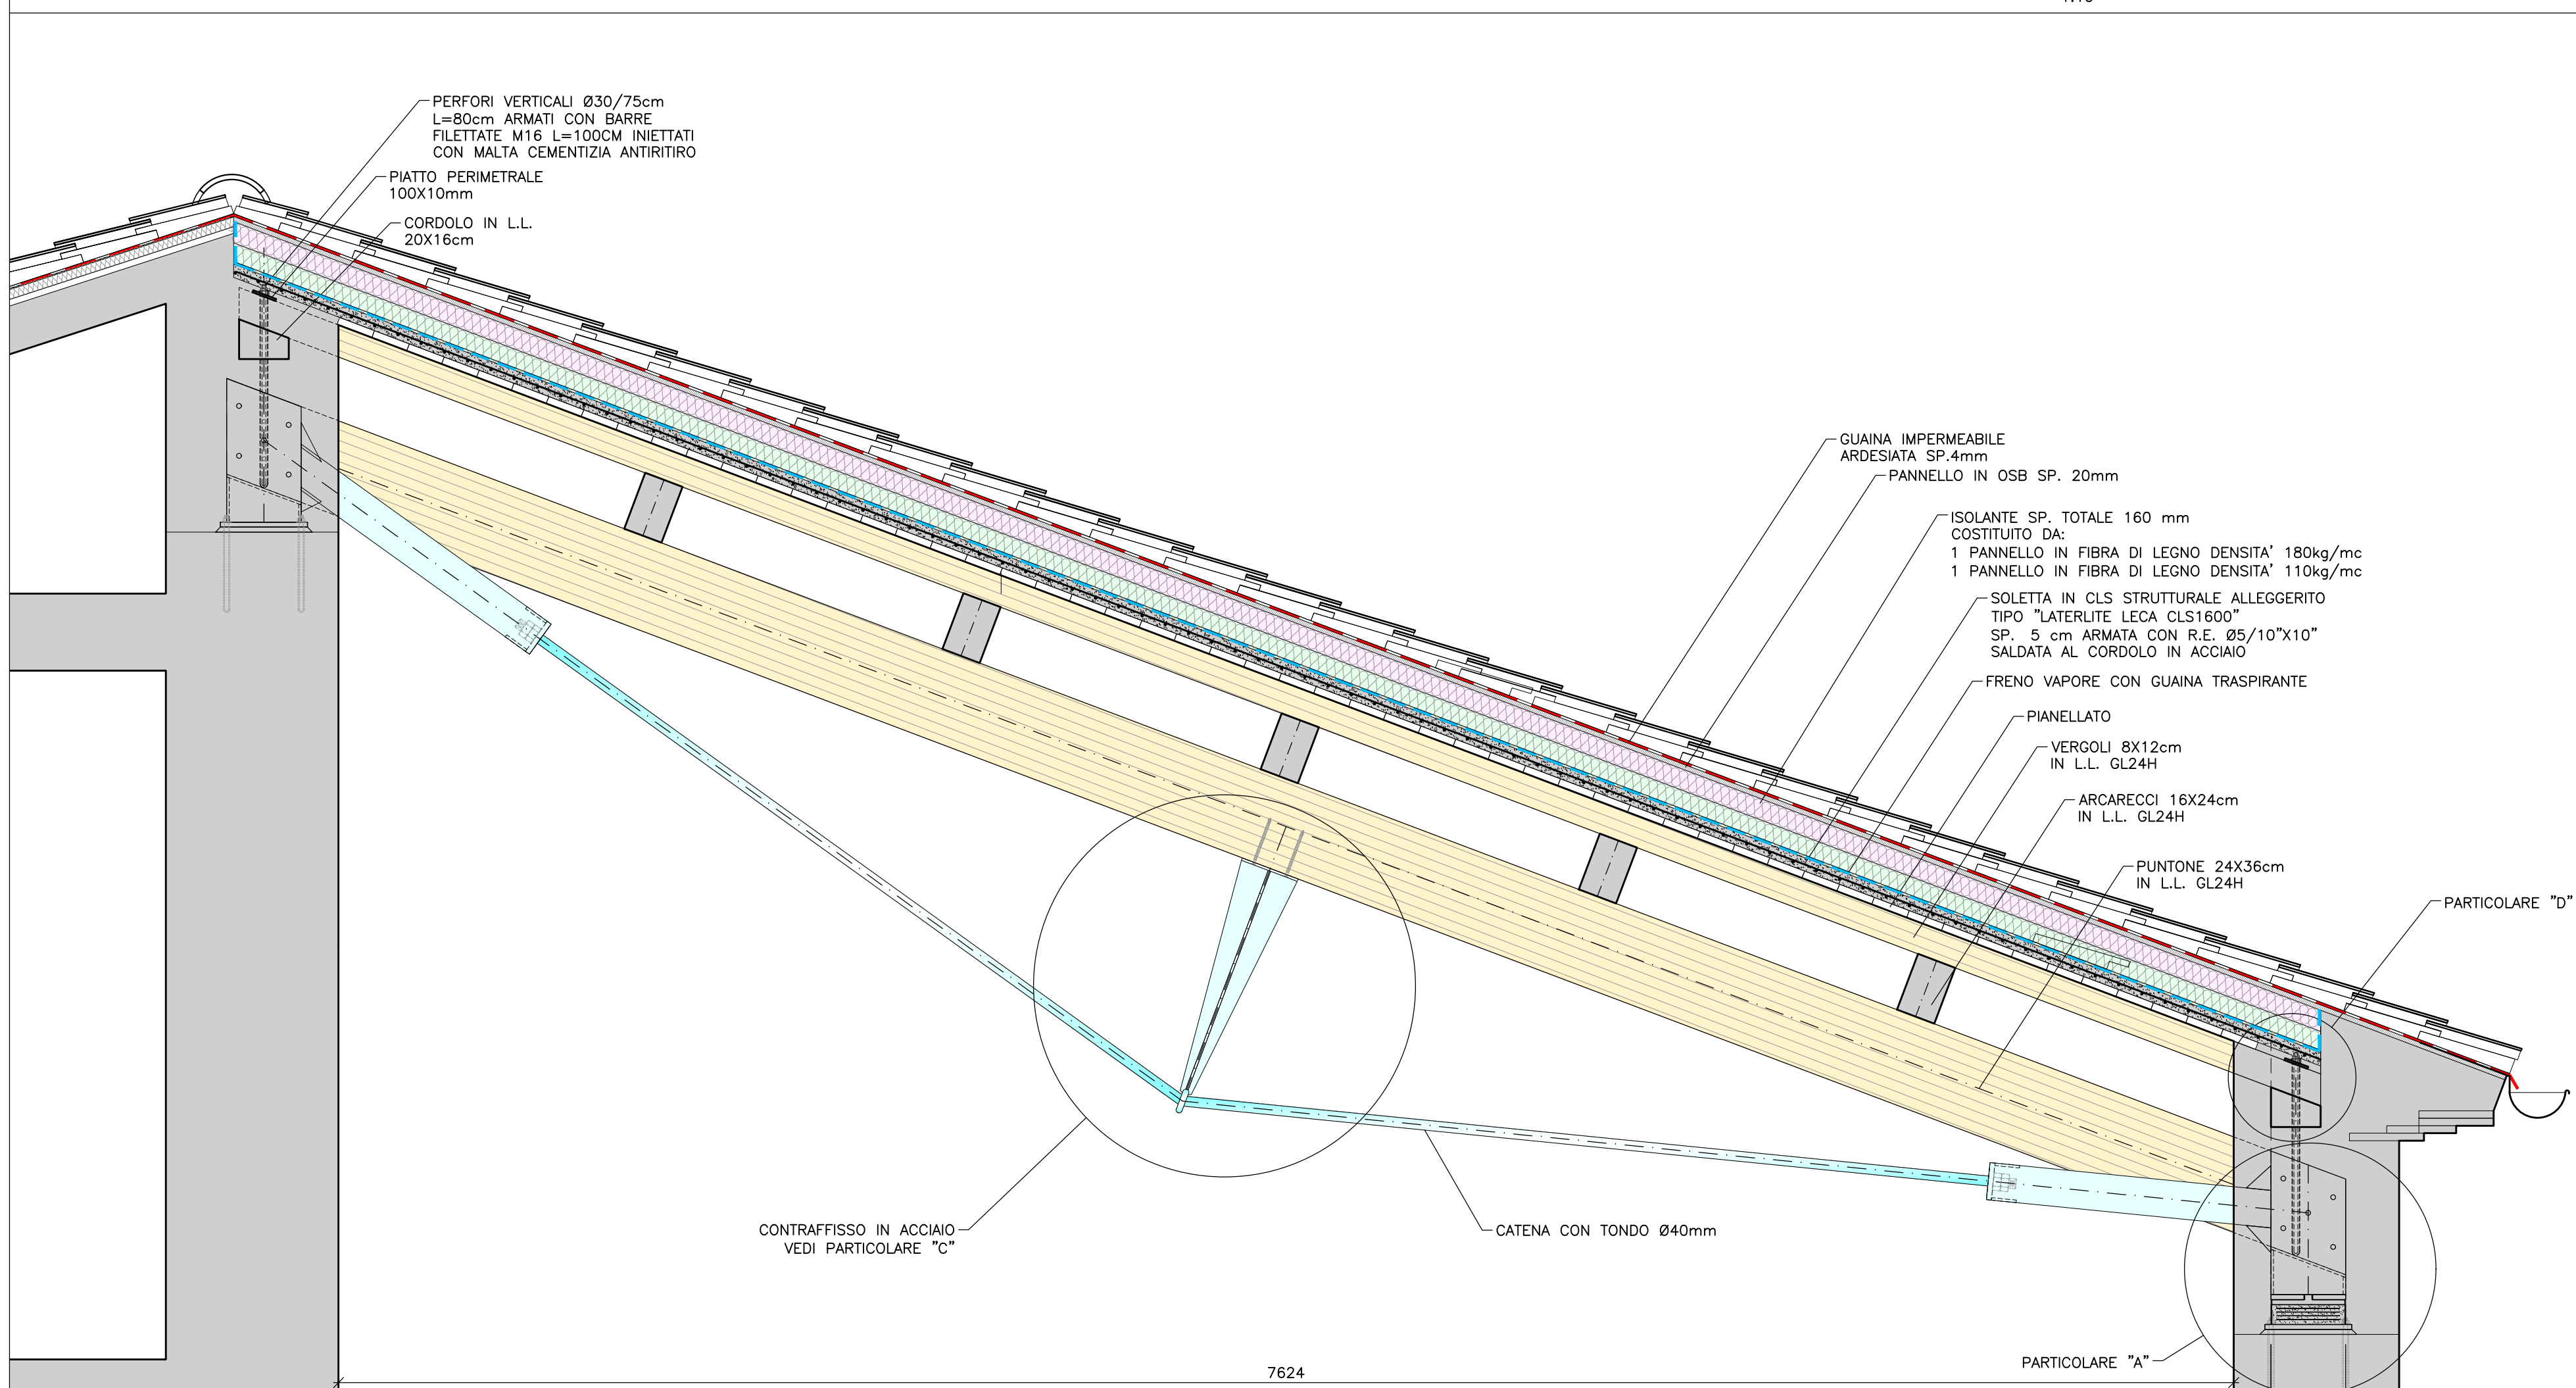 PERFORI VERTICALI Ø30/75cm
L=80cm ARMATI CON BARRE
FILETTATE M16 L=100CM INIETTATI
CON MALTA CEMENTIZIA ANTIRITIRO
PIATTO PERIMETRALE
100X10mm
CORDOLO IN L.L.
20X16cm
GUAINA IMPERMEABILE
ARDESIATA SP.4mm
PANNELLO IN OSB SP. 20mm
ISOLANTE SP. TOTALE 160 mm
COSTITUITO DA:
1 PANNELLO IN FIBRA DI LEGNO DENSITA' 180kg/mc
1 PANNELLO IN FIBRA DI LEGNO DENSITA' 110kg/mc
SOLETTA IN CLS STRUTTURALE ALLEGGERITO
TIPO "LATERLITE LECA CLS1600"
SP. 5 cm ARMATA CON R.E. Ø5/10"X10"
SALDATA AL CORDOLO IN ACCIAIO
FRENO VAPORE CON GUAINA TRASPIRANTE
PIANELLATO
VERGOLI 8X12cm
IN L.L. GL24H
ARCARECCI 16X24cm
IN L.L. GL24H
PUNTONE 24X36cm
IN L.L. GL24H
PARTICOLARE "D"
CONTRAFFISSO IN ACCIAIO
VEDI PARTICOLARE "C"
CATENA CON TONDO Ø40mm
PARTICOLARE "A"
7624